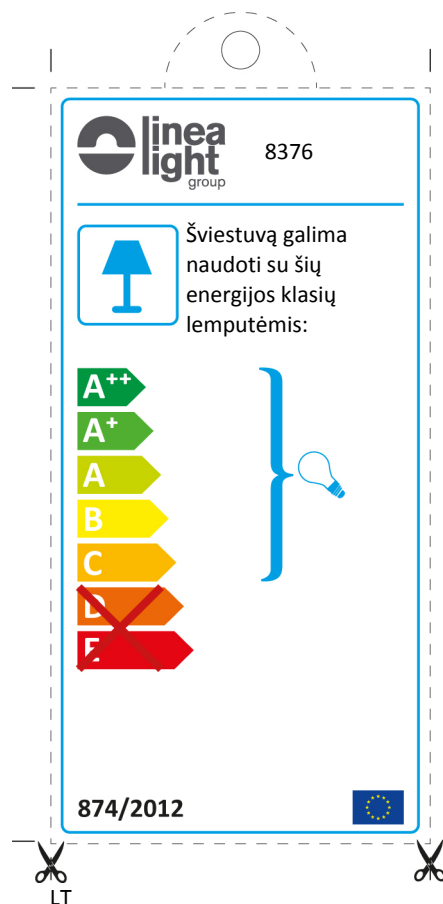 linea
light
group
8376
Šviestuvą galima
naudoti su šių
energijos klasių
lemputėmis:
A++
A+
A
B
C
D
E
874/2012
LT